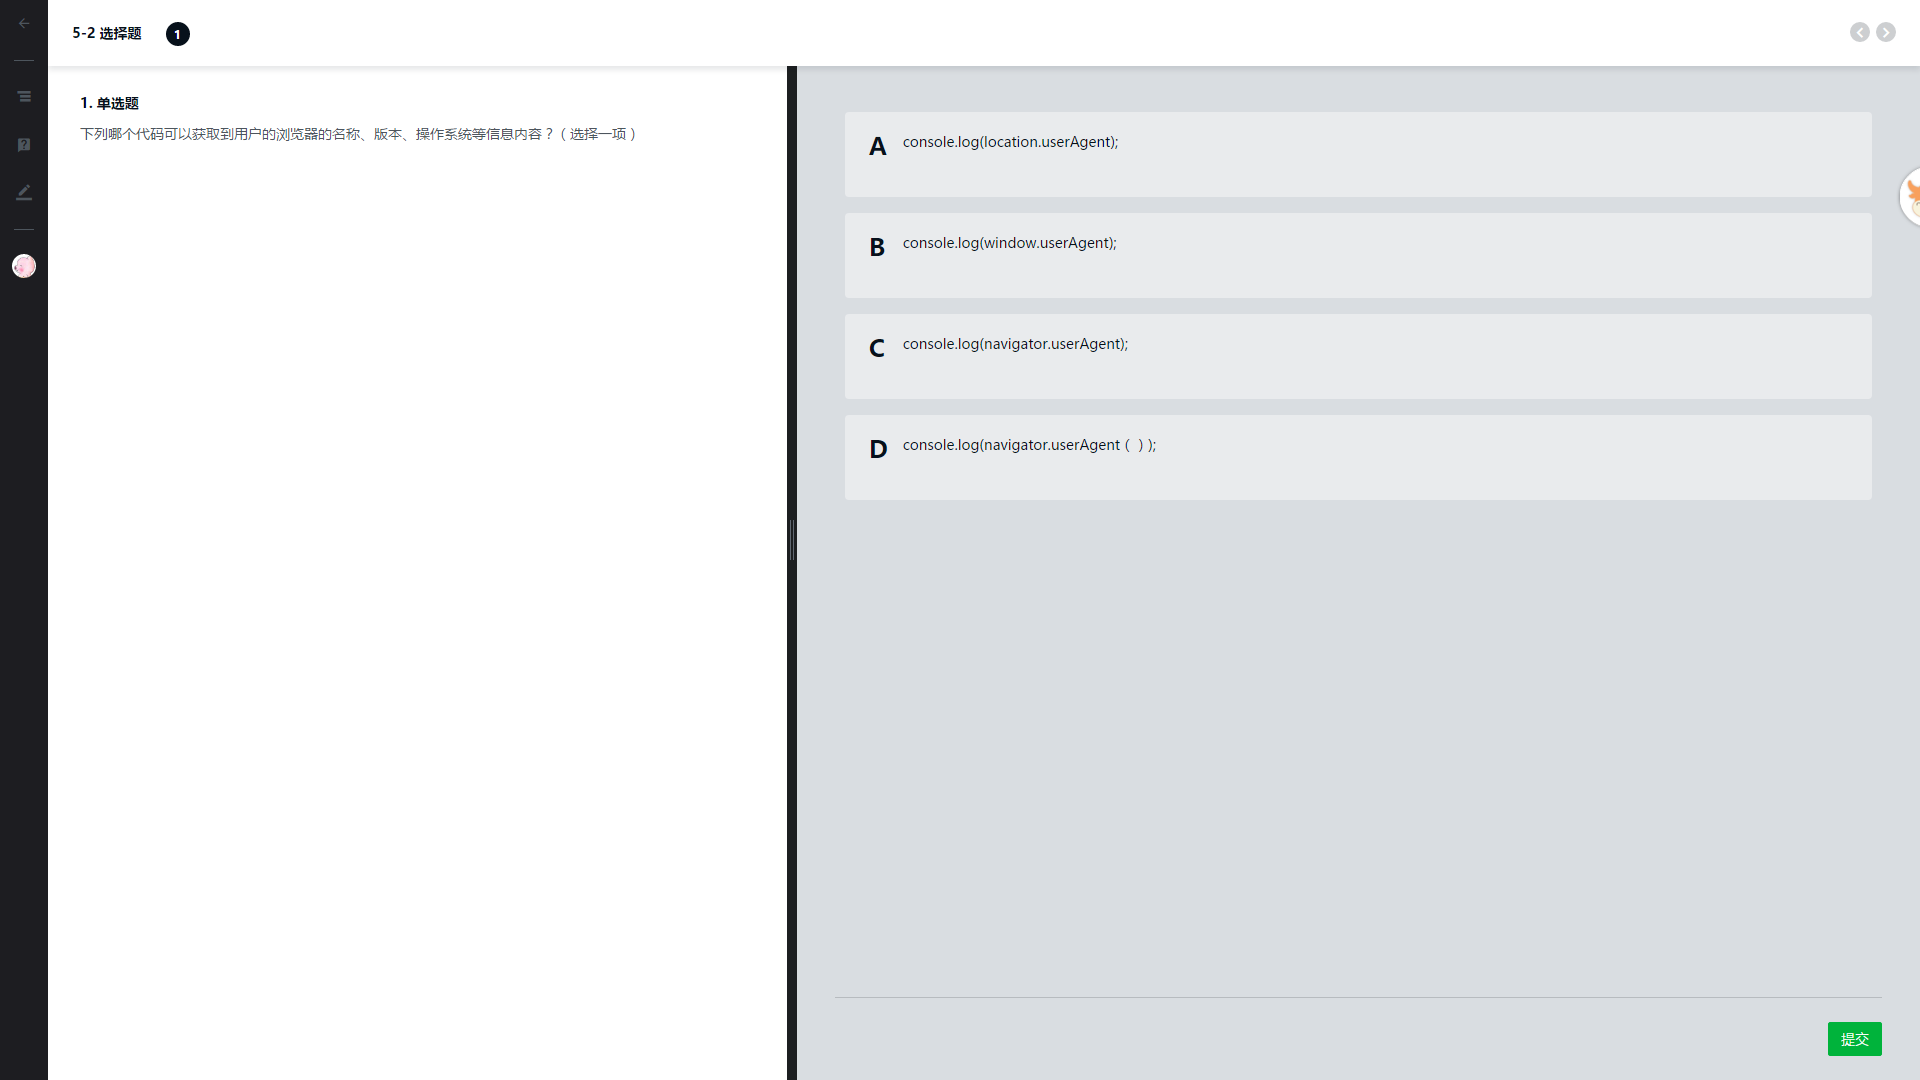 5-2 选择题
1
1. 单选题
下列哪个代码可以获取到用户的浏览器的名称、版本、操作系统等信息内容？（选择一项）
A console.log(location.userAgent);
B console.log(window.userAgent);
C console.log(navigator.userAgent);
D console.log(navigator.userAgent（ ）);
提交